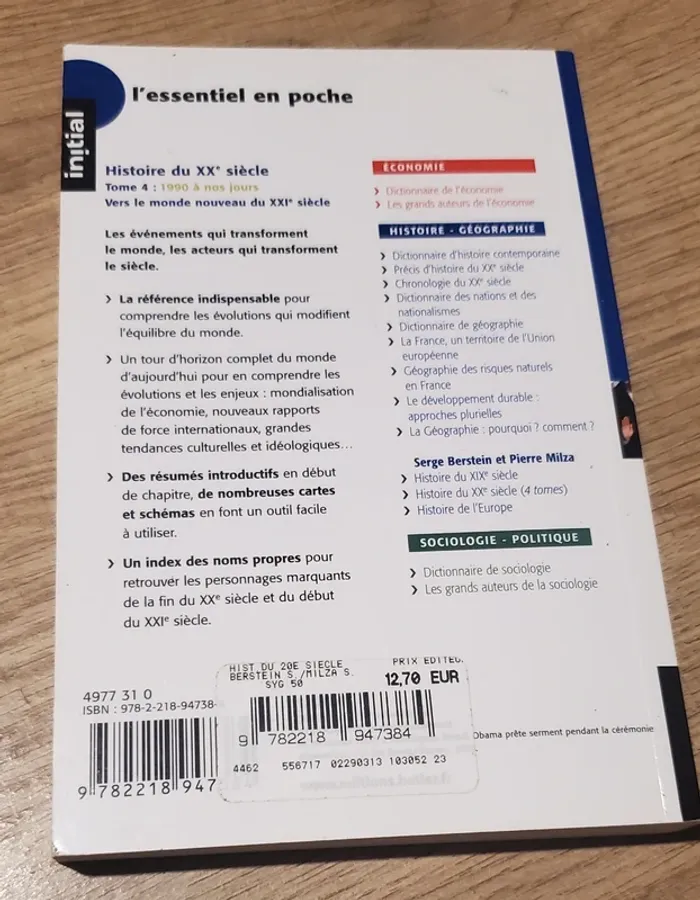 l'essentiel en poche
initial
Histoire du XXᵉ siècle
Tome 4 : 1990 à nos jours
Vers le monde nouveau du XXIᵉ siècle
Les événements qui transforment
le monde, les acteurs qui transforment
le siècle.
› La référence indispensable pour
comprendre les évolutions qui modifient
l'équilibre du monde.
› Un tour d'horizon complet du monde
d'aujourd'hui pour en comprendre les
évolutions et les enjeux : mondialisation
de l'économie, nouveaux rapports
de force internationaux, grandes
tendances culturelles et idéologiques...
› Des résumés introductifs en début
de chapitre, de nombreuses cartes
et schémas en font un outil facile
à utiliser.
› Un index des noms propres pour
retrouver les personnages marquants
de la fin du XXᵉ siècle et du début
du XXIᵉ siècle.
ÉCONOMIE
› Dictionnaire de l'économie
› Les grands auteurs de l'économie
HISTOIRE - GÉOGRAPHIE
› Dictionnaire d'histoire contemporaine
› Précis d'histoire du XXᵉ siècle
› Chronologie du XXᵉ siècle
› Dictionnaire des nations et des
nationalismes
› Dictionnaire de géographie
› La France, un territoire de l'Union
européenne
› Géographie des risques naturels
en France
› Le développement durable :
approches plurielles
› La Géographie : pourquoi ? comment ?
Serge Berstein et Pierre Milza
› Histoire du XIXᵉ siècle
› Histoire du XXᵉ siècle (4 tomes)
› Histoire de l'Europe
SOCIOLOGIE - POLITIQUE
› Dictionnaire de sociologie
› Les grands auteurs de la sociologie
4977 31 0
ISBN : 978-2-218-94738-
9 782218 947
HIST DU 20E SIECLE
BERSTEIN S./MILZA S.
SYG 50
PRIX EDITEU.
12,70 EUR
9 782218 947384
4462 556717 02290313 103052 23
Obama prête serment pendant la cérémonie